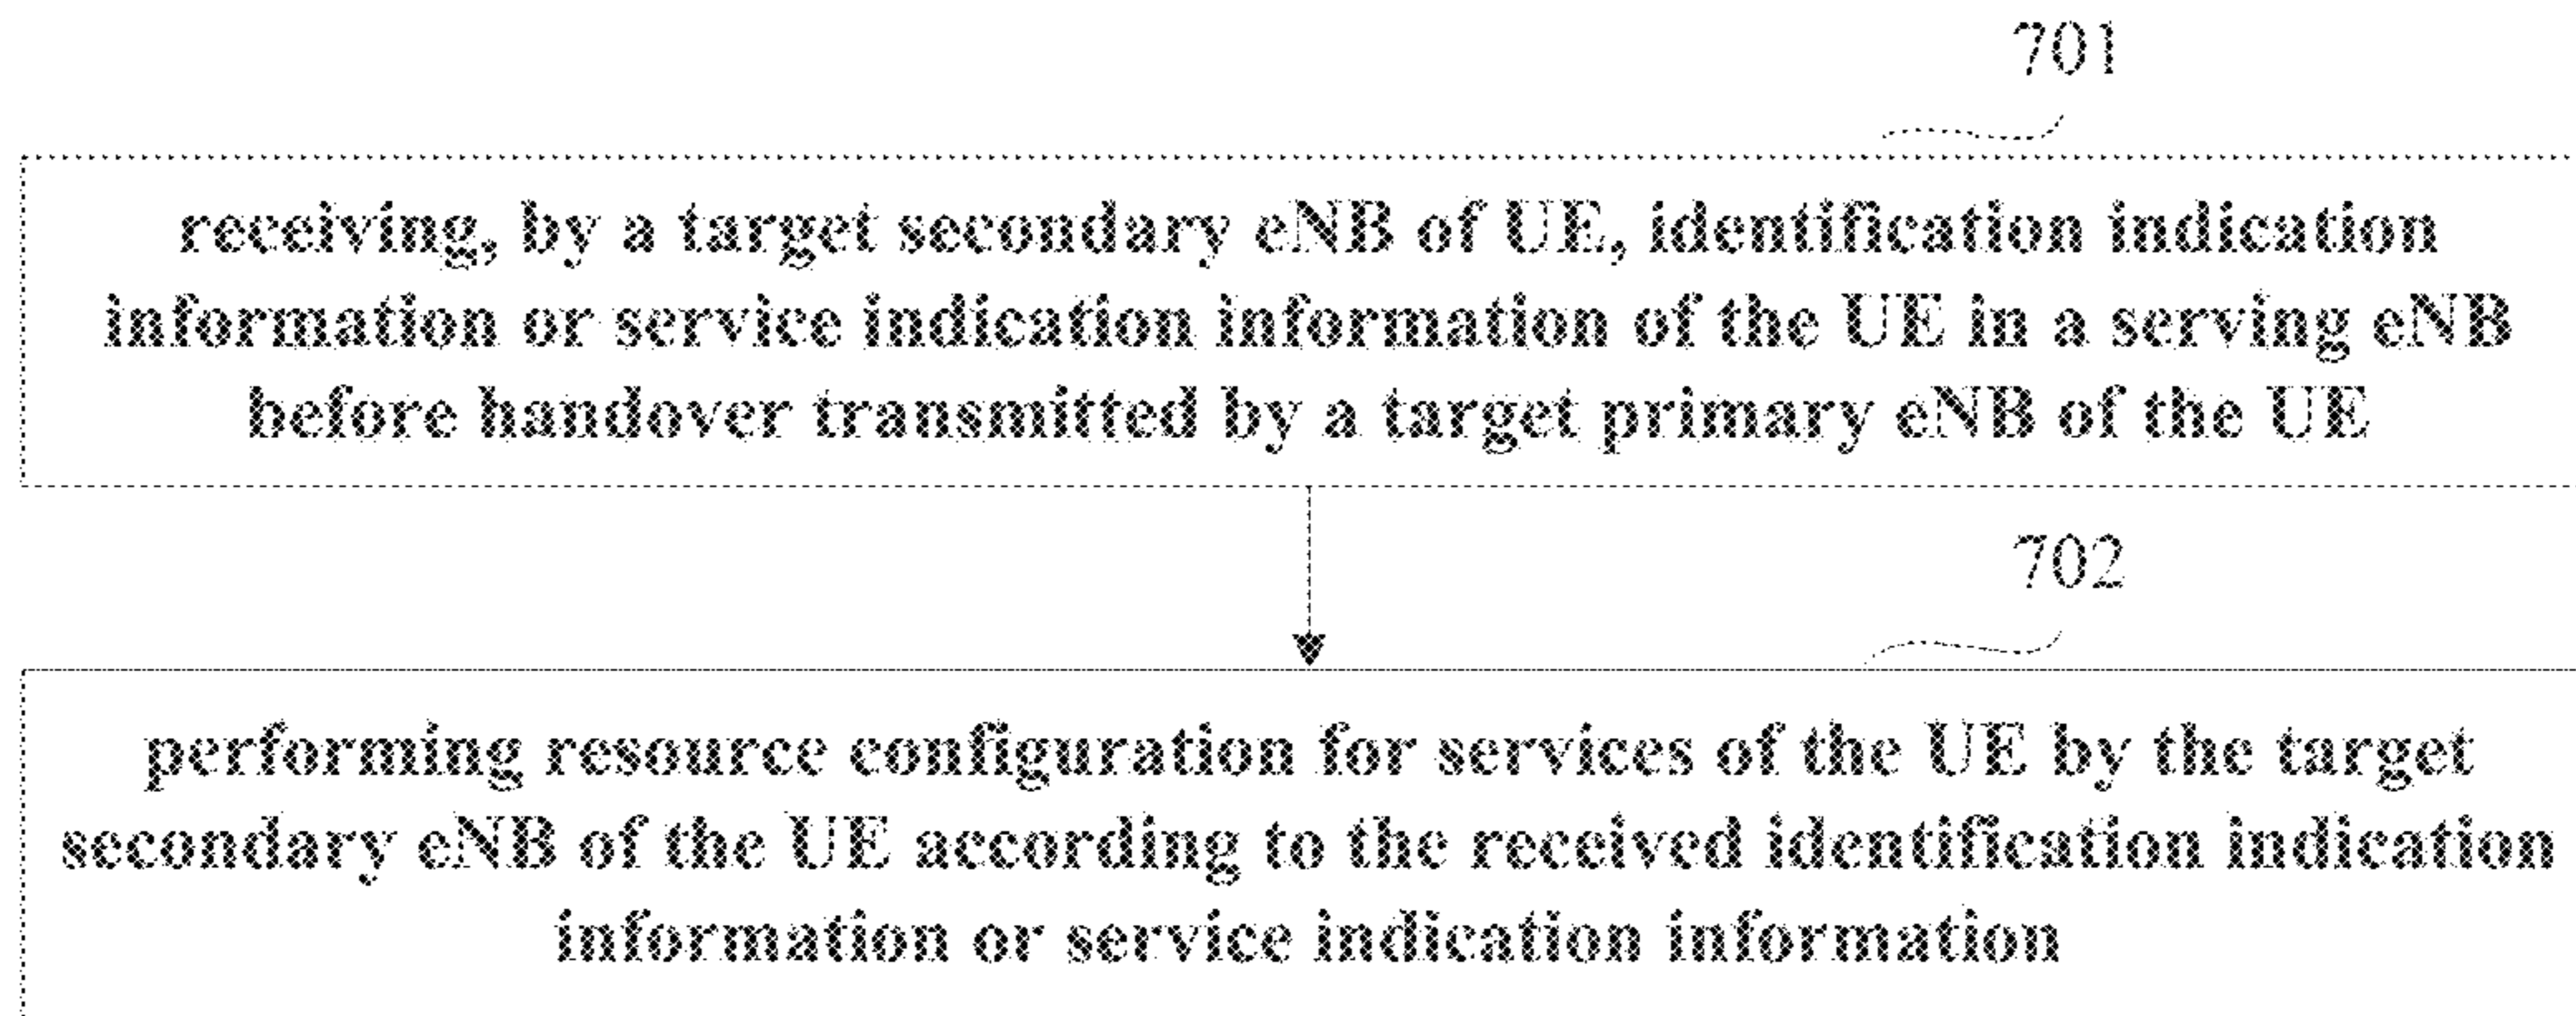 701
receiving, by a target secondary eNB of UE, identification indication
information or service indication information of the UE in a serving eNB
before handover transmitted by a target primary eNB of the UE
702
performing resource configuration for services of the UE by the target
secondary eNB of the UE according to the received identification indication
information or service indication information